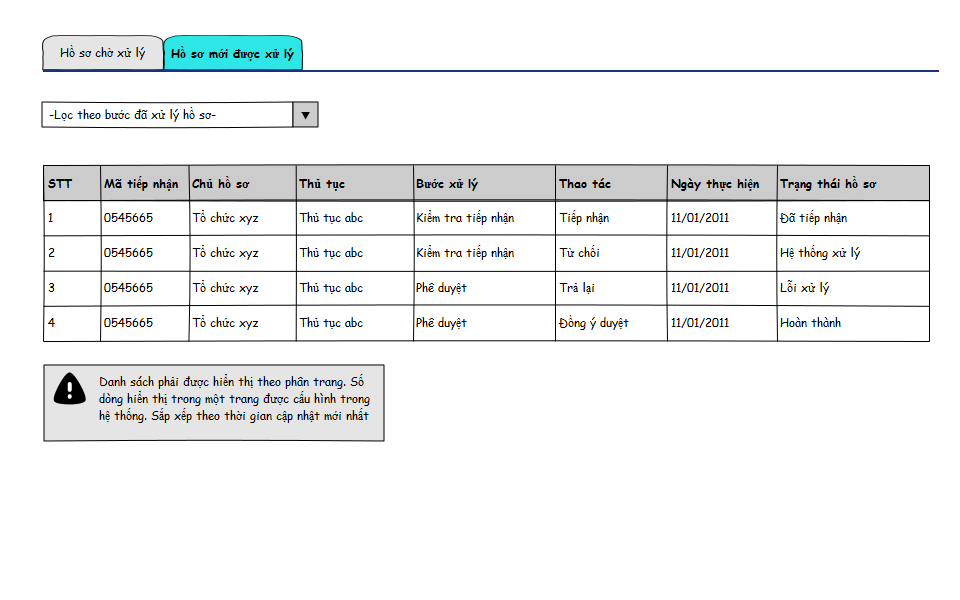 Hồ sơ chờ xử lý Hồ sơ mới được xử lý
-Lọc theo bước đã xử lý hồ sơ-
STT Mã tiếp nhận Chủ hồ sơ Thủ tục Bước xử lý Thao tác Ngày thực hiện Trạng thái hồ sơ
1 0545665 Tổ chức xyz Thủ tục abc Kiểm tra tiếp nhận Tiếp nhận 11/01/2011 Đã tiếp nhận
2 0545665 Tổ chức xyz Thủ tục abc Kiểm tra tiếp nhận Từ chối 11/01/2011 Hệ thống xử lý
3 0545665 Tổ chức xyz Thủ tục abc Phê duyệt Trả lại 11/01/2011 Lỗi xử lý
4 0545665 Tổ chức xyz Thủ tục abc Phê duyệt Đồng ý duyệt 11/01/2011 Hoàn thành
Danh sách phải được hiển thị theo phân trang. Số
dòng hiển thị trong một trang được cấu hình trong
hệ thống. Sắp xếp theo thời gian cập nhật mới nhất